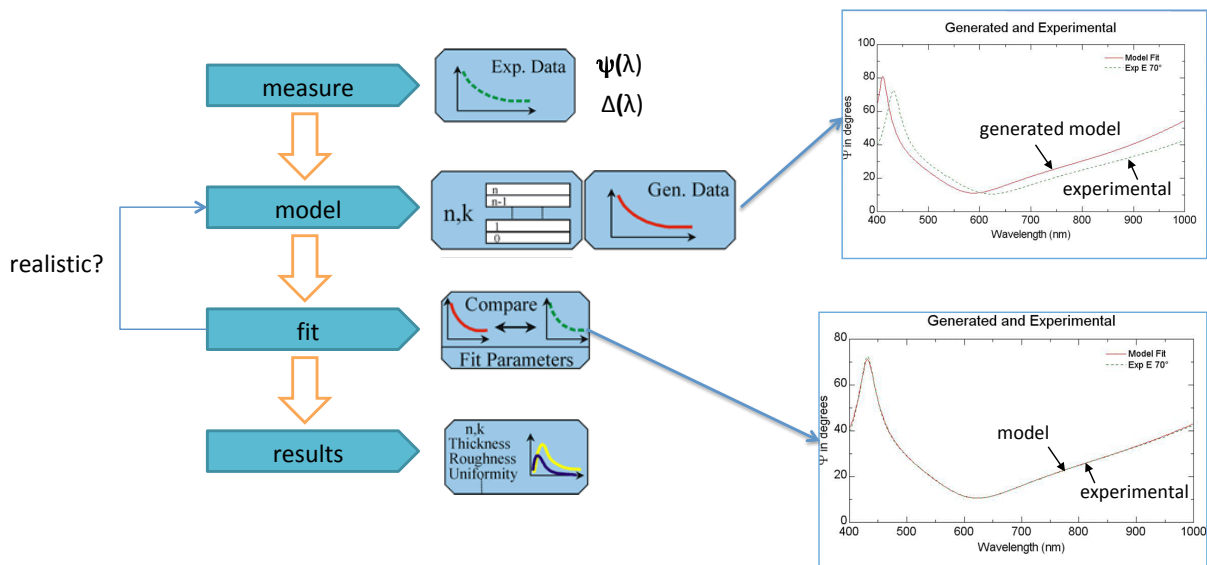 measure
Exp. Data
ψ(λ)
Δ(λ)
model
n,k
n
n-1
1
0
Gen. Data
realistic?
fit
Compare
Fit Parameters
results
n,k
Thickness
Roughness
Uniformity
Generated and Experimental
Model Fit
Exp E 70°
generated model
experimental
Ψ in degrees
100
80
60
40
20
0
400 500 600 700 800 900 1000
Wavelength (nm)
Generated and Experimental
Model Fit
Exp E 70°
model
experimental
Ψ in degrees
80
60
40
20
0
400 500 600 700 800 900 1000
Wavelength (nm)